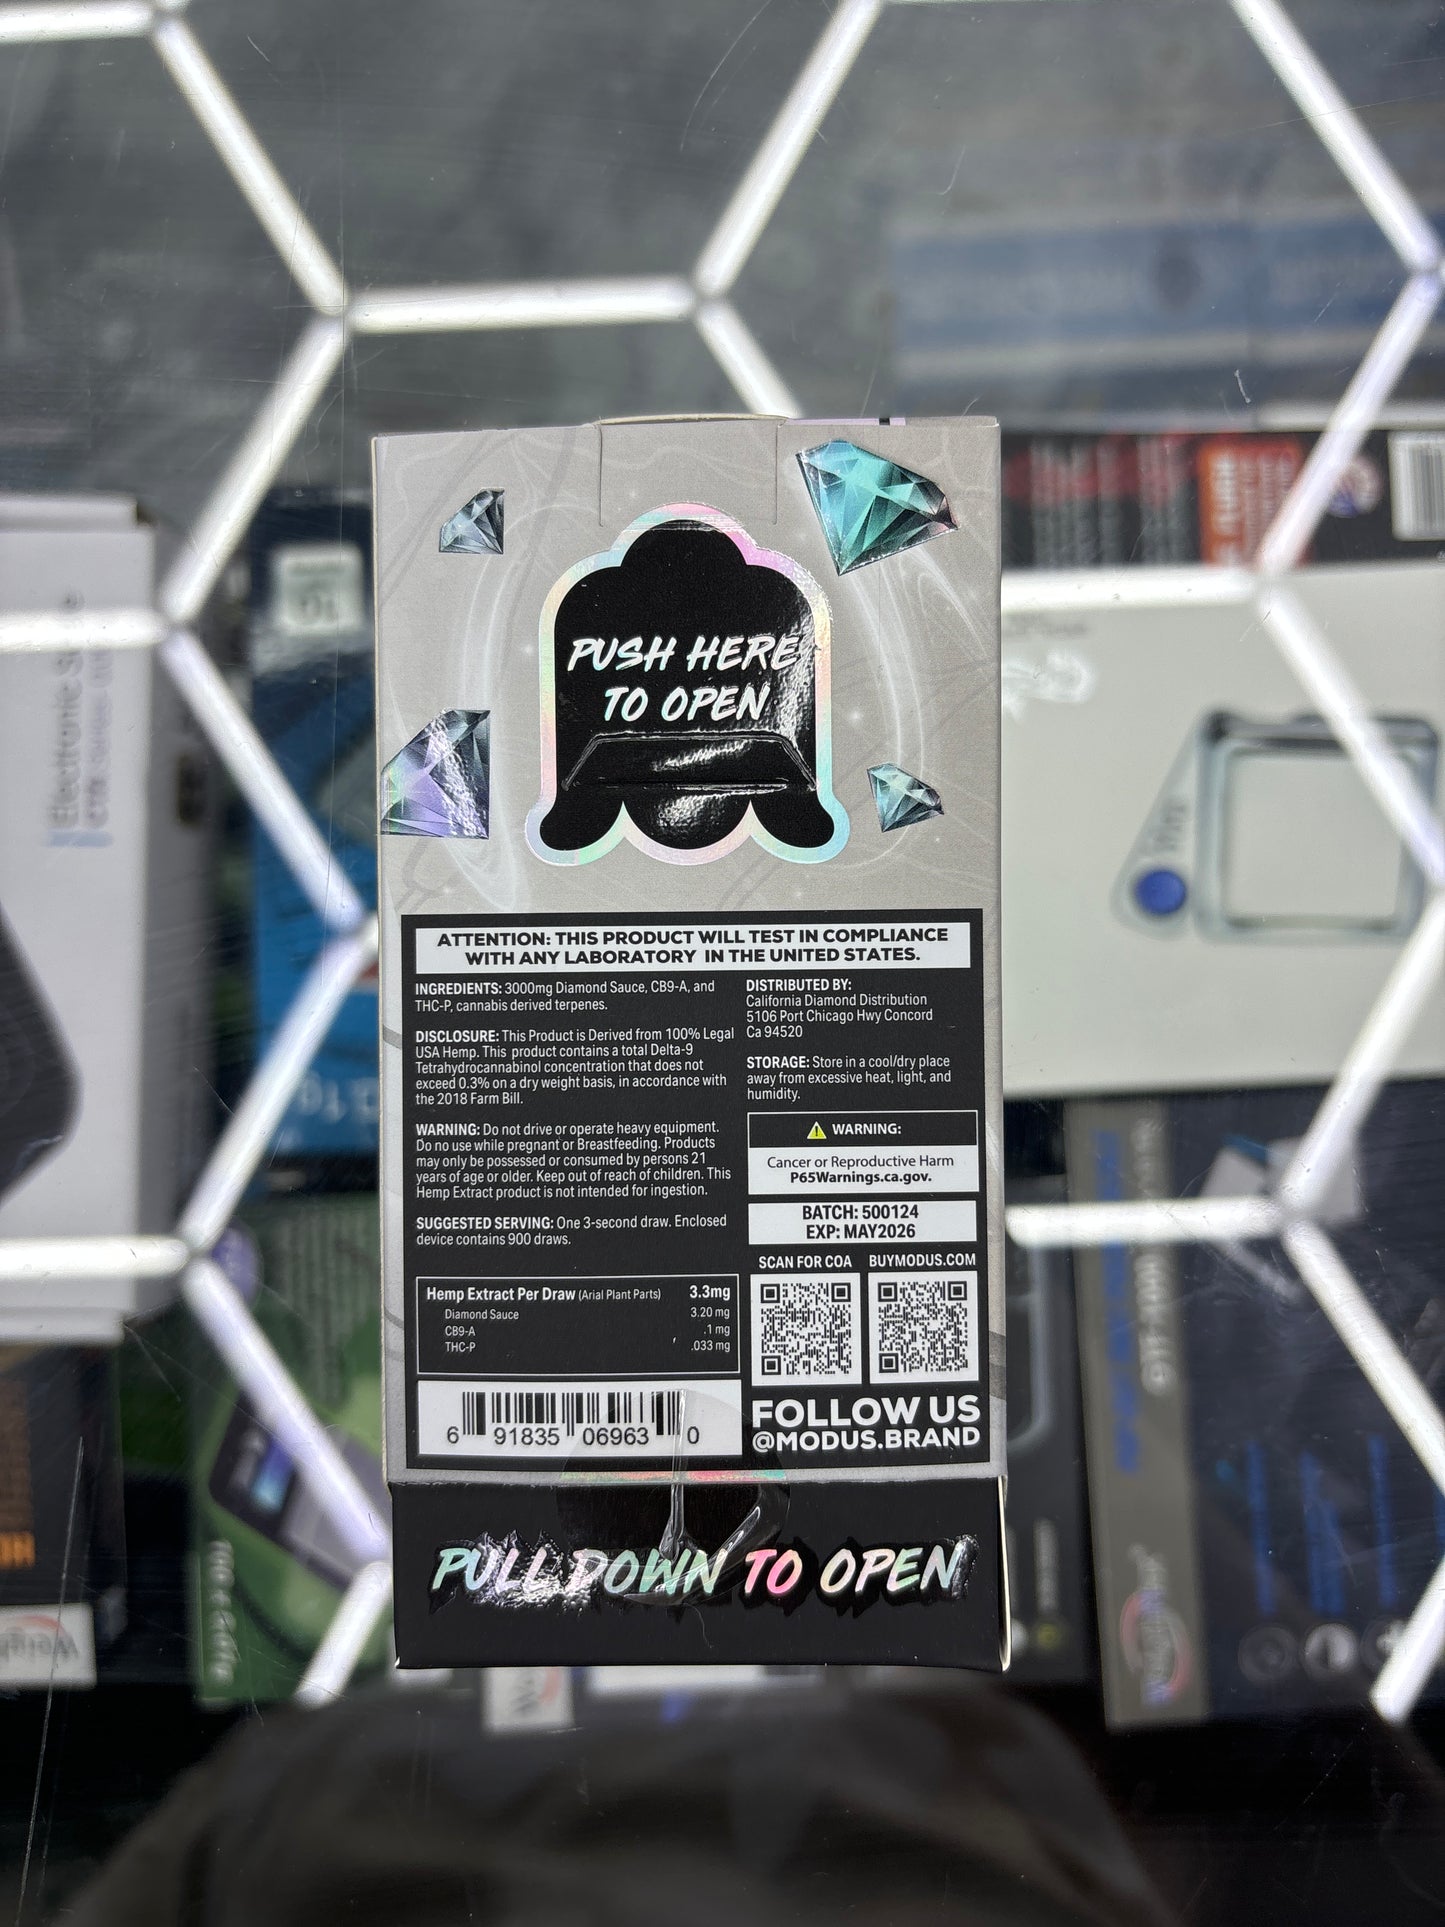 PUSH HERE
TO OPEN
ATTENTION: THIS PRODUCT WILL TEST IN COMPLIANCE
WITH ANY LABORATORY IN THE UNITED STATES.
INGREDIENTS: 3000mg Diamond Sauce, CB9-A, and
THC-P, cannabis derived terpenes.
DISCLOSURE: This Product is Derived from 100% Legal
USA Hemp. This product contains a total Delta-9
Tetrahydrocannabinol concentration that does not
exceed 0.3% on a dry weight basis, in accordance with
the 2018 Farm Bill.
WARNING: Do not drive or operate heavy equipment.
Do no use while pregnant or Breastfeeding. Products
may only be possessed or consumed by persons 21
years of age or older. Keep out of reach of children. This
Hemp Extract product is not intended for ingestion.
SUGGESTED SERVING: One 3-second draw. Enclosed
device contains 900 draws.
Hemp Extract Per Draw (Arial Plant Parts) 3.3mg
Diamond Sauce 3.20 mg
CB9-A .1 mg
THC-P .033 mg
6 91835 06963 0
DISTRIBUTED BY:
California Diamond Distribution
5106 Port Chicago Hwy Concord
Ca 94520
STORAGE: Store in a cool/dry place
away from excessive heat, light, and
humidity.
WARNING:
Cancer or Reproductive Harm
P65Warnings.ca.gov.
BATCH: 500124
EXP: MAY2026
SCAN FOR COA BUYMODUS.COM
FOLLOW US
@MODUS.BRAND
PULL DOWN TO OPEN